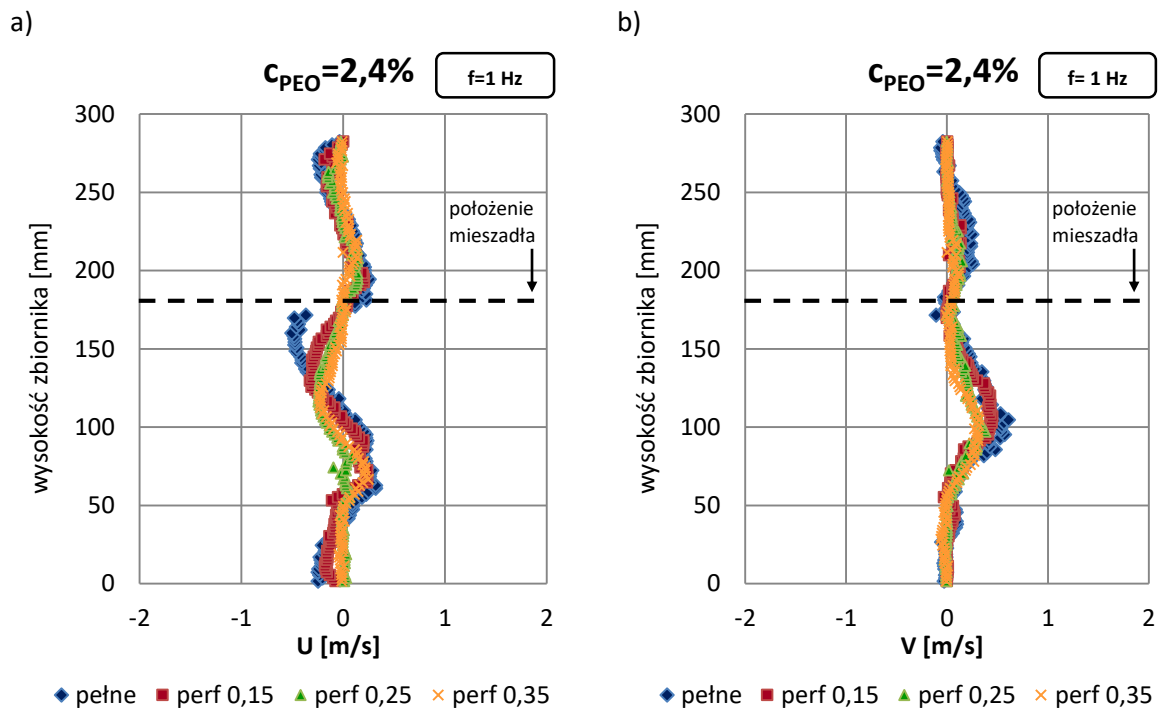 a)
c_PEO=2,4%
f=1 Hz
300
250
200
150
100
50
0
-2
-1
0
1
2
wysokość zbiornika [mm]
położenie
mieszadła
U [m/s]
pełne perf 0,15 perf 0,25 perf 0,35
b)
c_PEO=2,4%
f= 1 Hz
300
250
200
150
100
50
0
-2
-1
0
1
2
wysokość zbiornika [mm]
położenie
mieszadła
V [m/s]
pełne perf 0,15 perf 0,25 perf 0,35